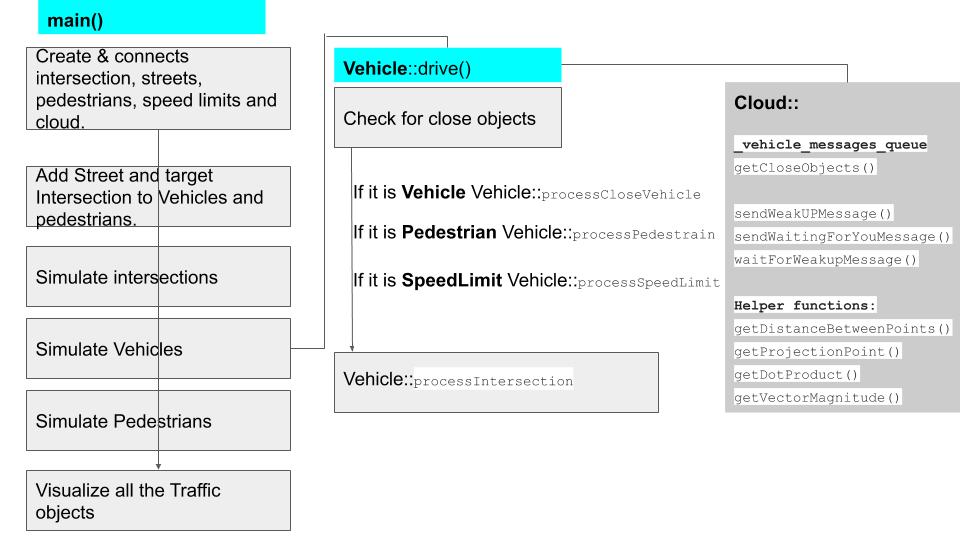 main()
Create & connects
intersection, streets,
pedestrians, speed limits and
cloud.
Add Street and target
Intersection to Vehicles and
pedestrians.
Simulate intersections
Simulate Vehicles
Simulate Pedestrians
Visualize all the Traffic
objects
Vehicle::drive()
Check for close objects
If it is Vehicle Vehicle::processCloseVehicle
If it is Pedestrian Vehicle::processPedestrain
If it is SpeedLimit Vehicle::processSpeedLimit
Vehicle::processIntersection
Cloud::
_vehicle_messages_queue
getCloseObjects()
sendWeakUPMessage()
sendWaitingForYouMessage()
waitForWeakupMessage()
Helper functions:
getDistanceBetweenPoints()
getProjectionPoint()
getDotProduct()
getVectorMagnitude()